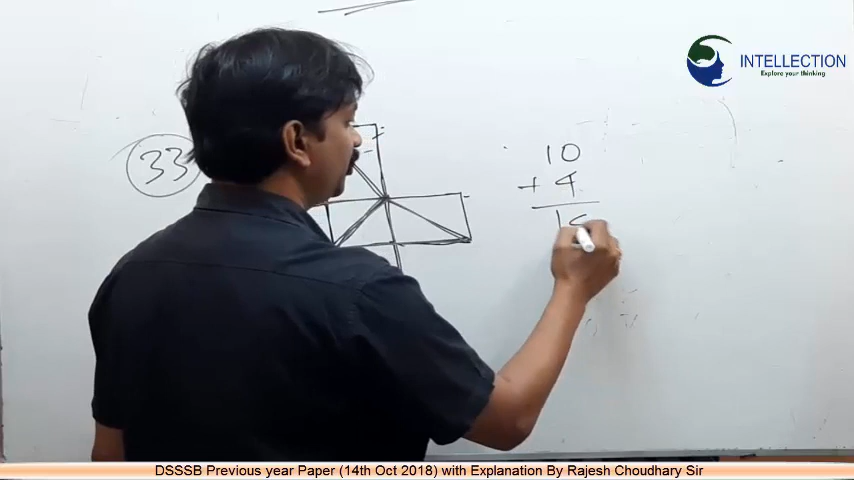 INTELLECTION
Explore your thinking
33
10
+ 4
DSSSB Previous year Paper (14th Oct 2018) with Explanation By Rajesh Choudhary Sir